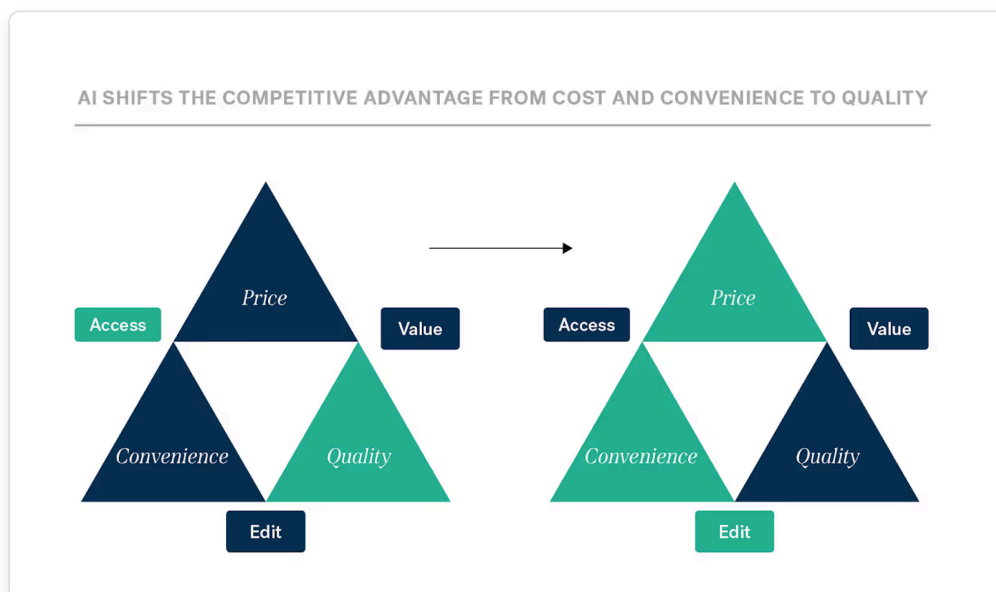 AI SHIFTS THE COMPETITIVE ADVANTAGE FROM COST AND CONVENIENCE TO QUALITY
Price
Access
Value
Convenience
Quality
Edit
Price
Access
Value
Convenience
Quality
Edit